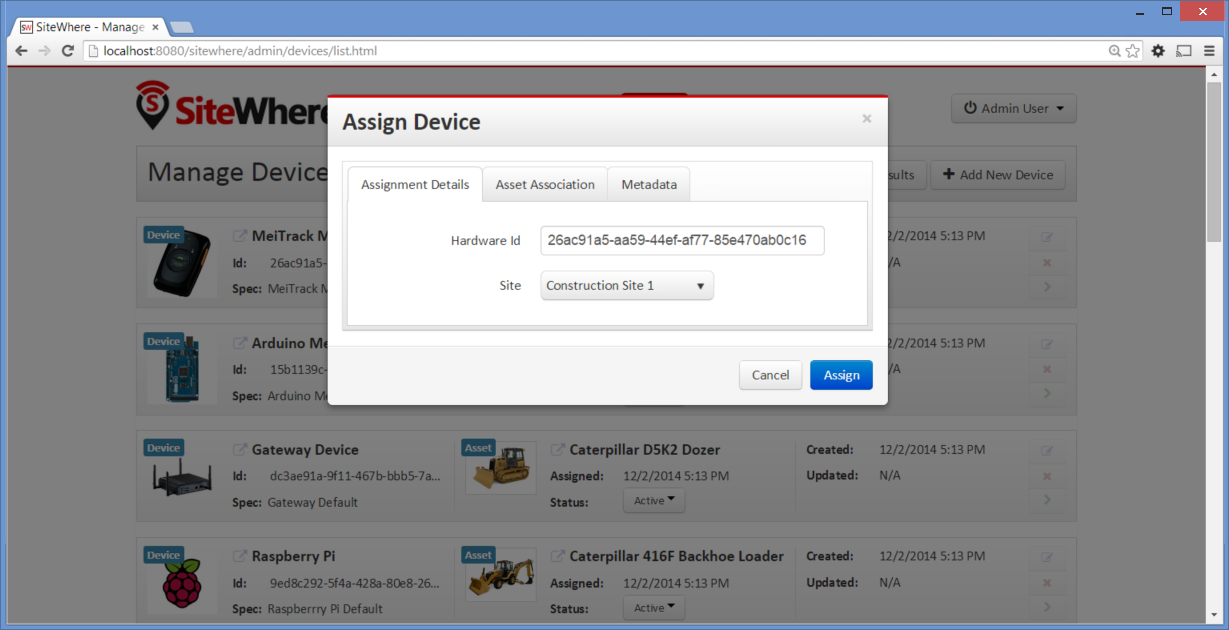 SW SiteWhere - Manage
localhost:8080/sitewhere/admin/devices/list.html
S SiteWhere
Admin User
Manage Device
sults
Add New Device
Assign Device
Assignment Details
Asset Association
Metadata
Hardware Id
26ac91a5-aa59-44ef-af77-85e470ab0c16
Site
Construction Site 1
Cancel
Assign
Device
MeiTrack M
Id: 26ac91a5-
Spec: MeiTrack M
2/2/2014 5:13 PM
/A
Device
Arduino Me
Id: 15b1139c-
Spec: Arduino Me
2/2/2014 5:13 PM
/A
Device
Gateway Device
Id: dc3ae91a-9f11-467b-bbb5-7a...
Spec: Gateway Default
Asset
Caterpillar D5K2 Dozer
Assigned: 12/2/2014 5:13 PM
Status: Active
Created: 12/2/2014 5:13 PM
Updated: N/A
Device
Raspberry Pi
Id: 9ed8c292-5f4a-428a-80e8-26...
Spec: Raspberrry Pi Default
Asset
Caterpillar 416F Backhoe Loader
Assigned: 12/2/2014 5:13 PM
Status: Active
Created: 12/2/2014 5:13 PM
Updated: N/A